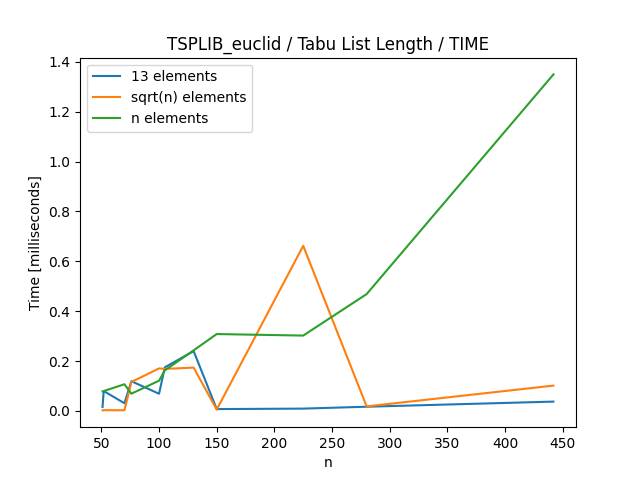 TSPLIB_euclid / Tabu List Length / TIME
13 elements
sqrt(n) elements
n elements
Time [milliseconds]
1.4
1.2
1.0
0.8
0.6
0.4
0.2
0.0
50 100 150 200 250 300 350 400 450
n